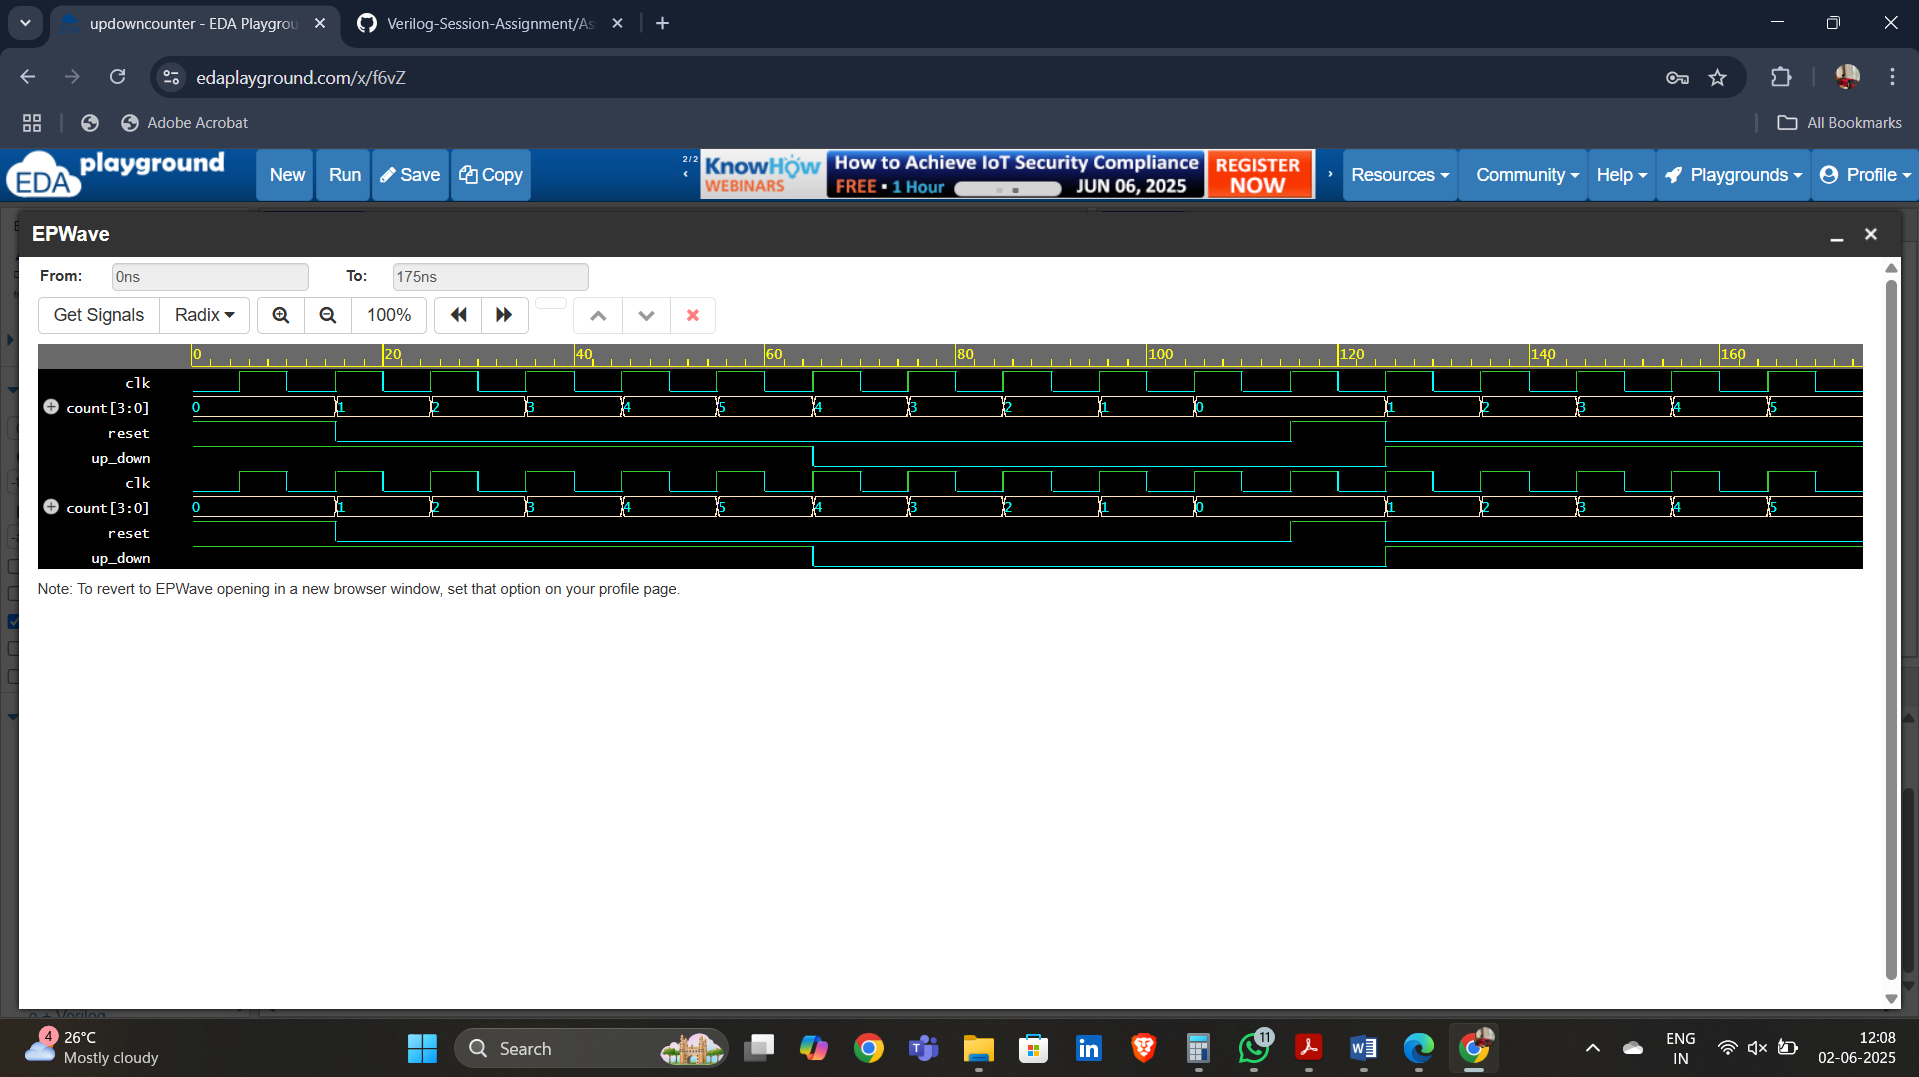 updowncounter - EDA Playgrou
Verilog-Session-Assignment/As
edaplayground.com/x/f6vZ
Adobe Acrobat
All Bookmarks
EDA playground
New
Run
Save
Copy
2/2
KnowHow
WEBINARS
How to Achieve IoT Security Compliance
FREE • 1 Hour
JUN 06, 2025
REGISTER
NOW
Resources
Community
Help
Playgrounds
Profile
EPWave
From: 0ns To: 175ns
Get Signals Radix 100%
0 20 40 60 80 100 120 140 160
clk
count[3:0] 0 1 2 3 4 5 4 3 2 1 0 1 2 3 4 5
reset
up_down
clk
count[3:0] 0 1 2 3 4 5 4 3 2 1 0 1 2 3 4 5
reset
up_down
Note: To revert to EPWave opening in a new browser window, set that option on your profile page.
4
26°C
Mostly cloudy
Search
11
ENG
IN
12:08
02-06-2025